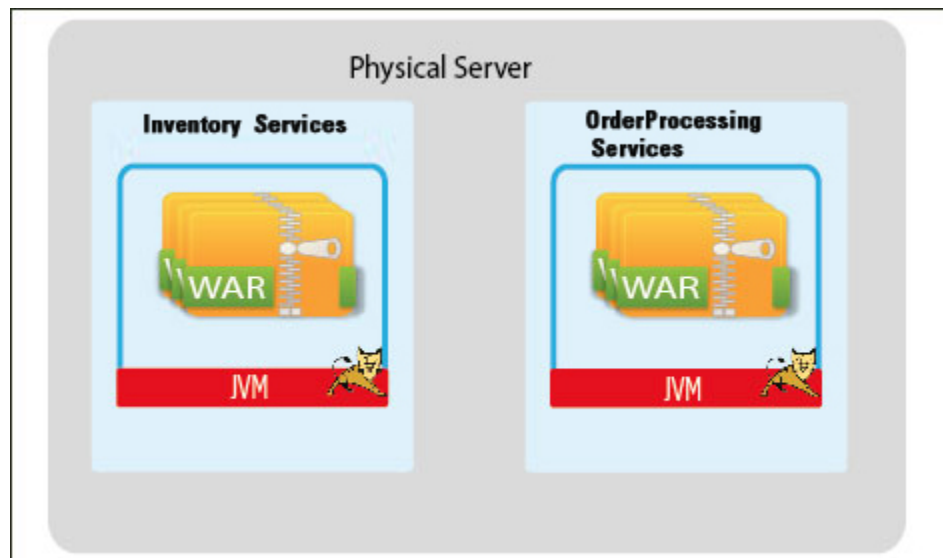 Physical Server
Inventory Services
OrderProcessing
Services
WAR
JVM
WAR
JVM